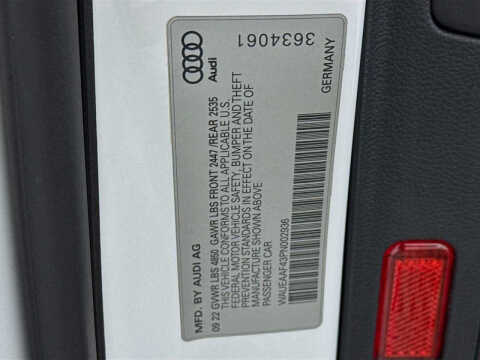 MFD. BY AUDI AG
09 22 GVWR LBS 4850 GAWR LBS FRONT 2447 /REAR 2535
THIS VEHICLE CONFORMS TO ALL APPLICABLE U.S.
FEDERAL MOTOR VEHICLE SAFETY, BUMPER AND THEFT
PREVENTION STANDARDS IN EFFECT ON THE DATE OF
MANUFACTURE SHOWN ABOVE
PASSENGER CAR
WAUEAAF43PN002936
Audi
3634061
GERMANY